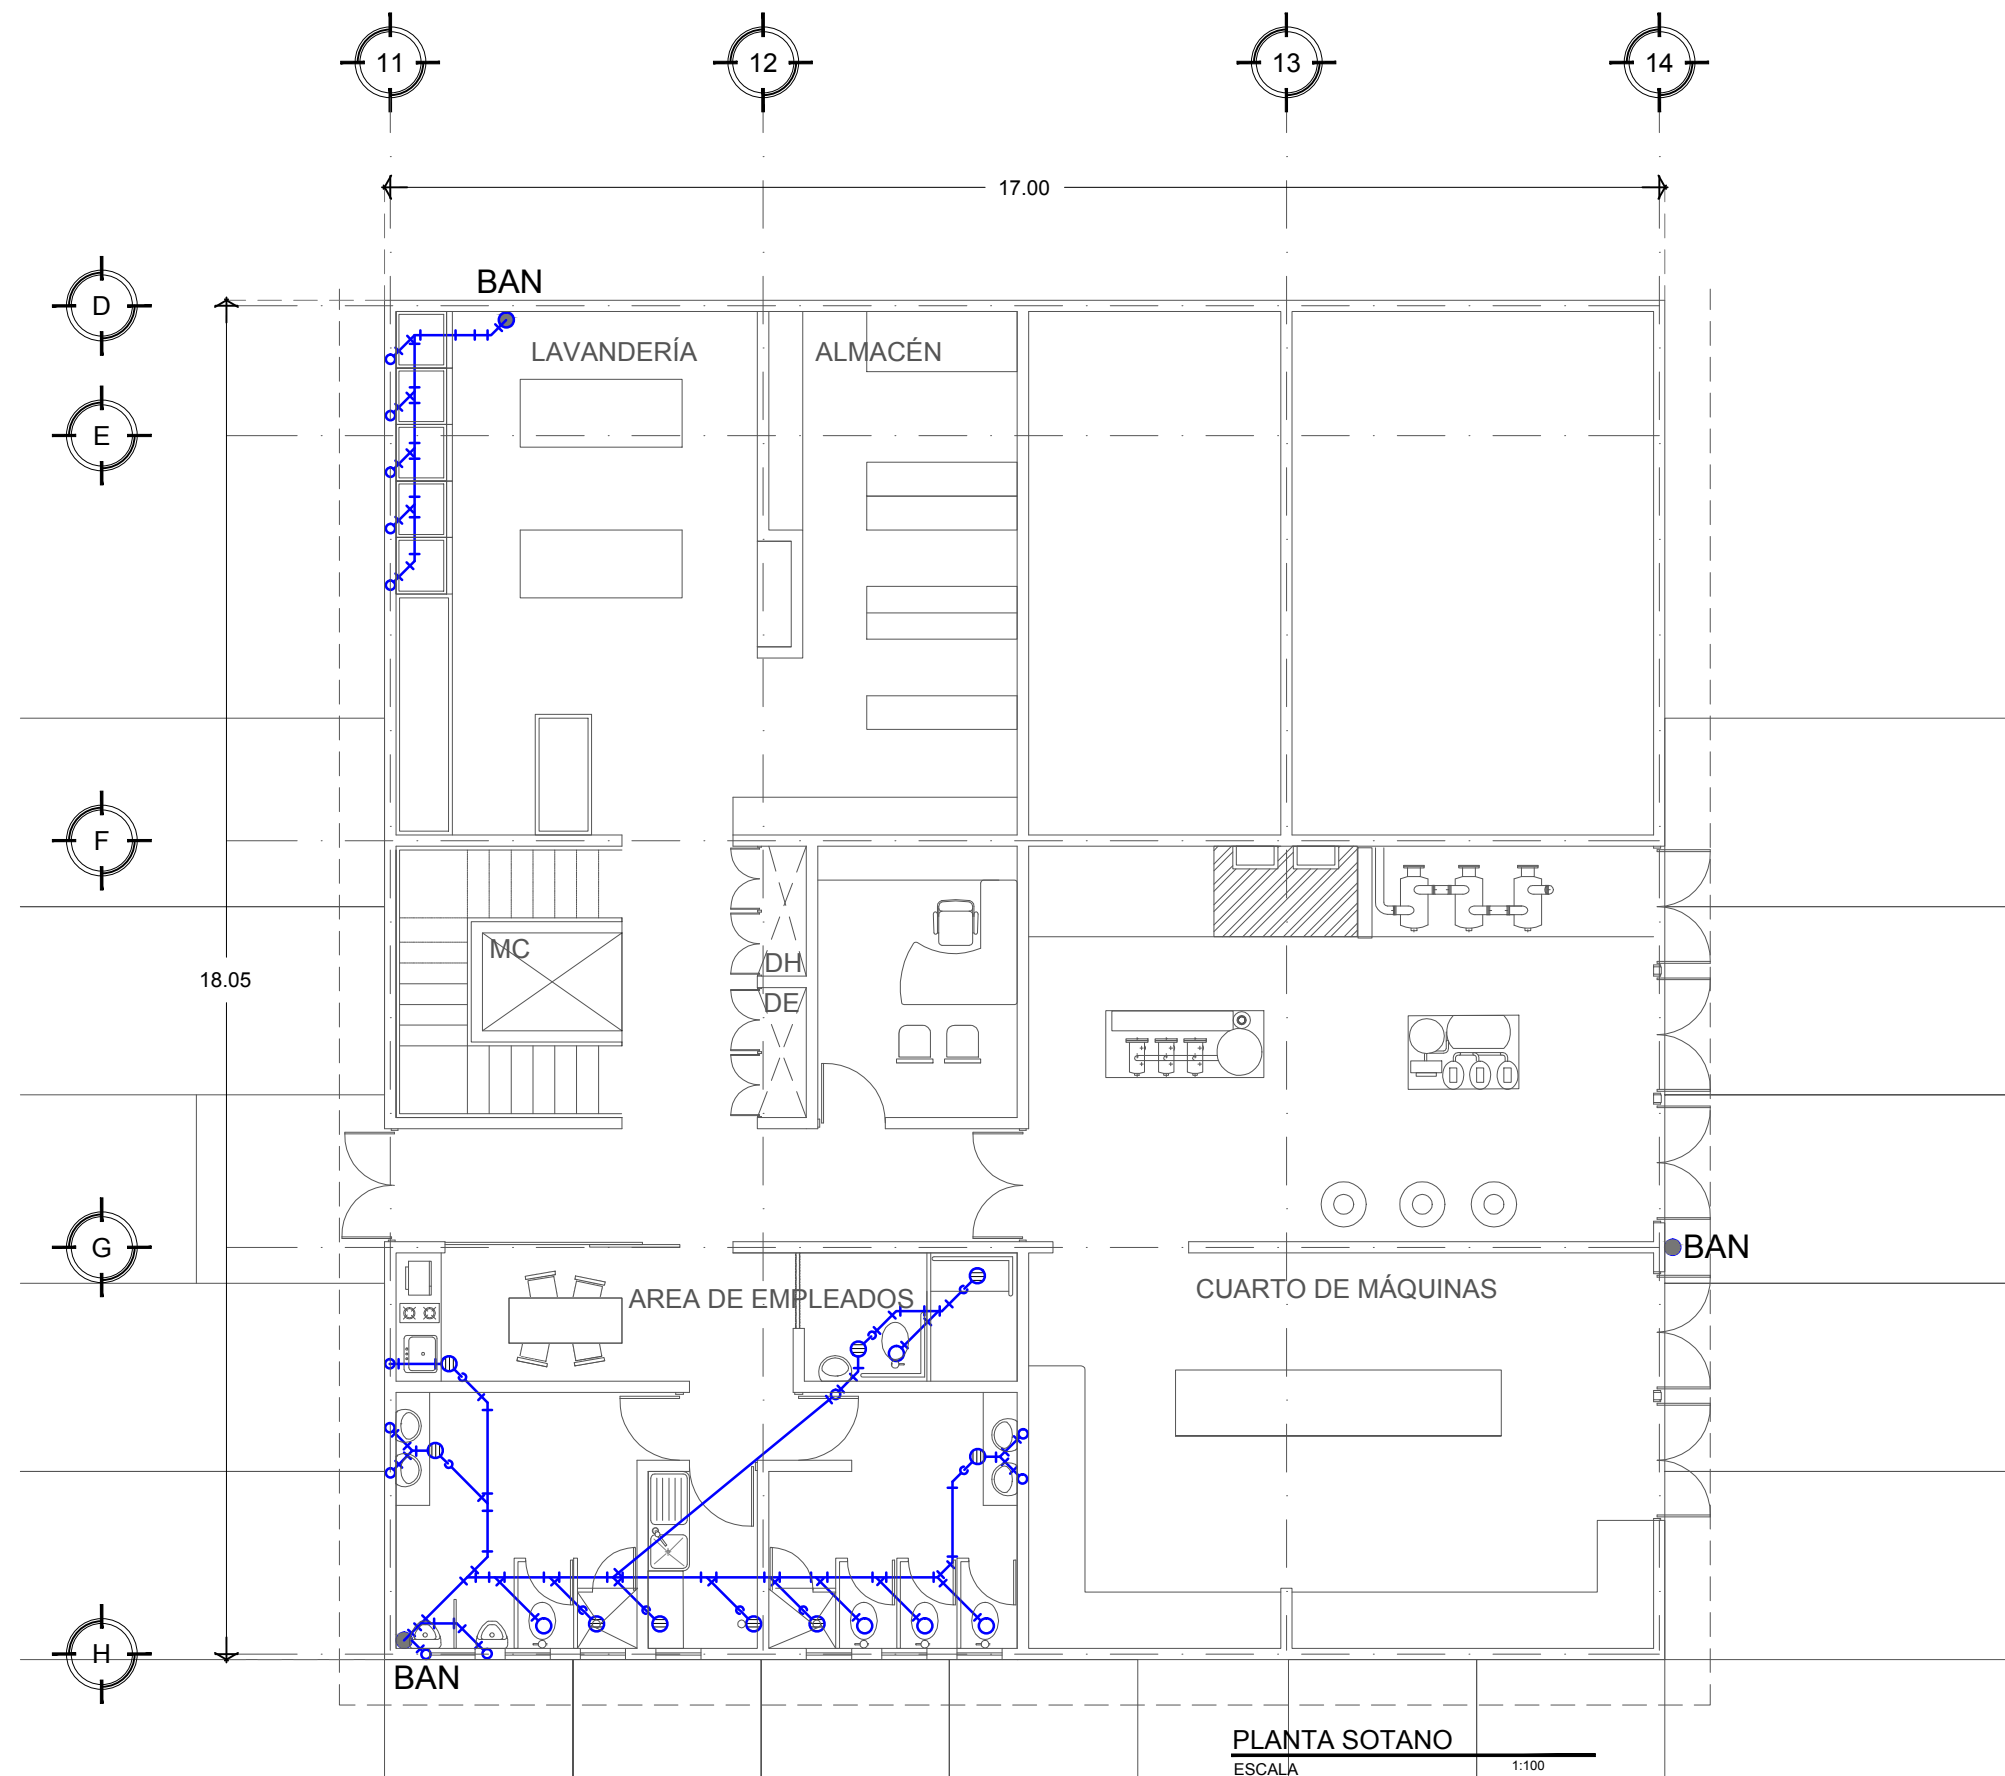 11 12 13 14
17.00
D
BAN
LAVANDERÍA ALMACÉN
E
F
MC
DH
18.05
DE
G
BAN
AREA DE EMPLEADOS CUARTO DE MÁQUINAS
H
BAN
PLANTA SOTANO
ESCALA 1:100